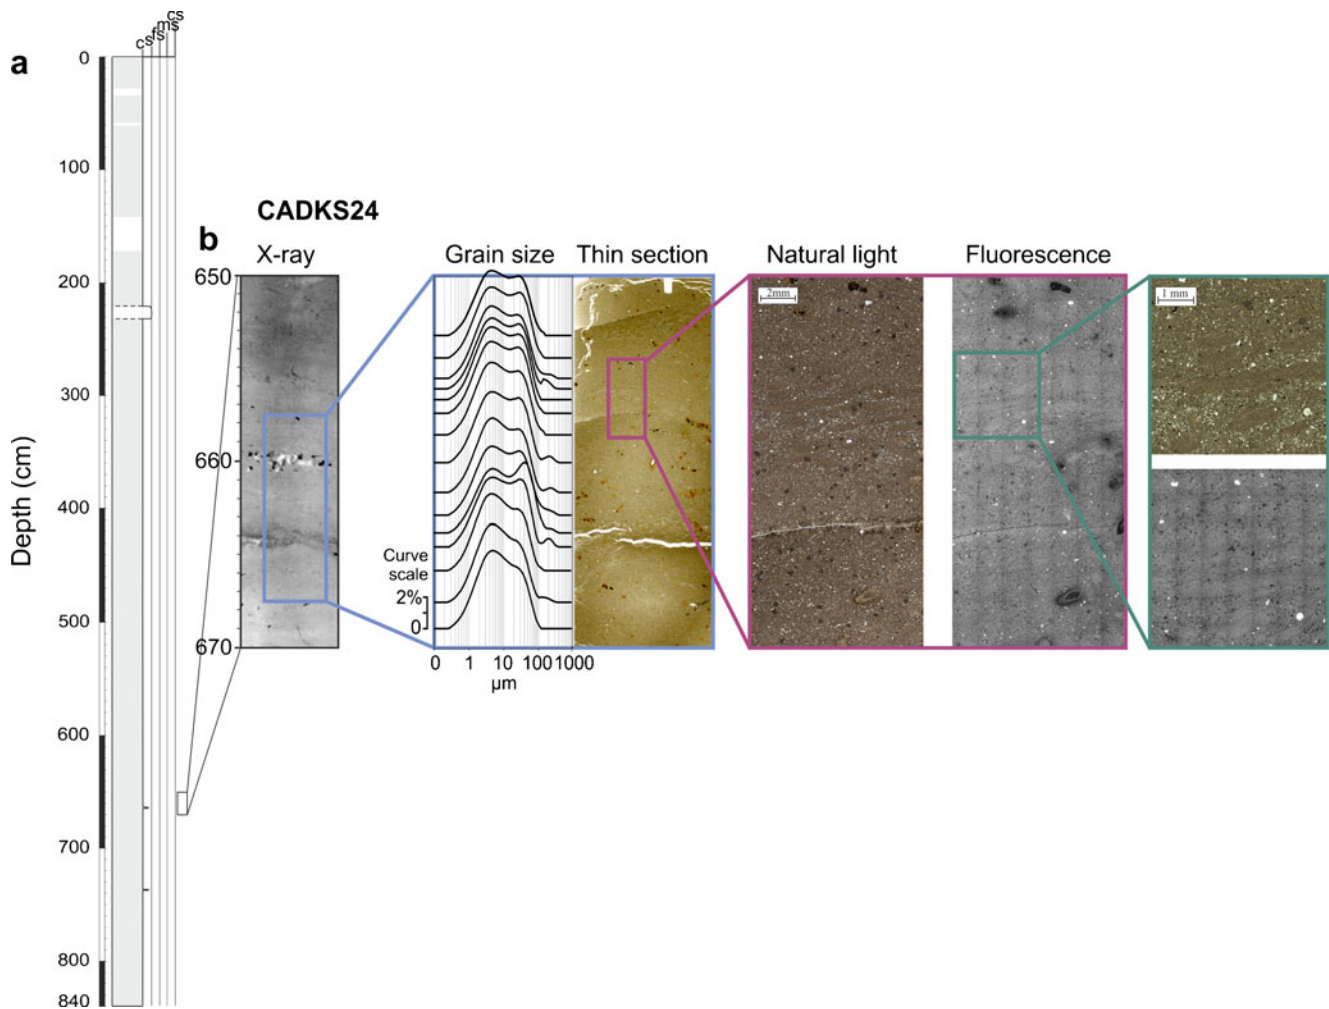 a
cs fs ms cs
0
100
200
300
400
500
600
700
800
840
Depth (cm)
CADKS24
b
X-ray
Grain size
Thin section
Natural light
Fluorescence
650
660
670
Curve
scale
2%
0
0 1 10 100 1000
µm
2mm
1 mm